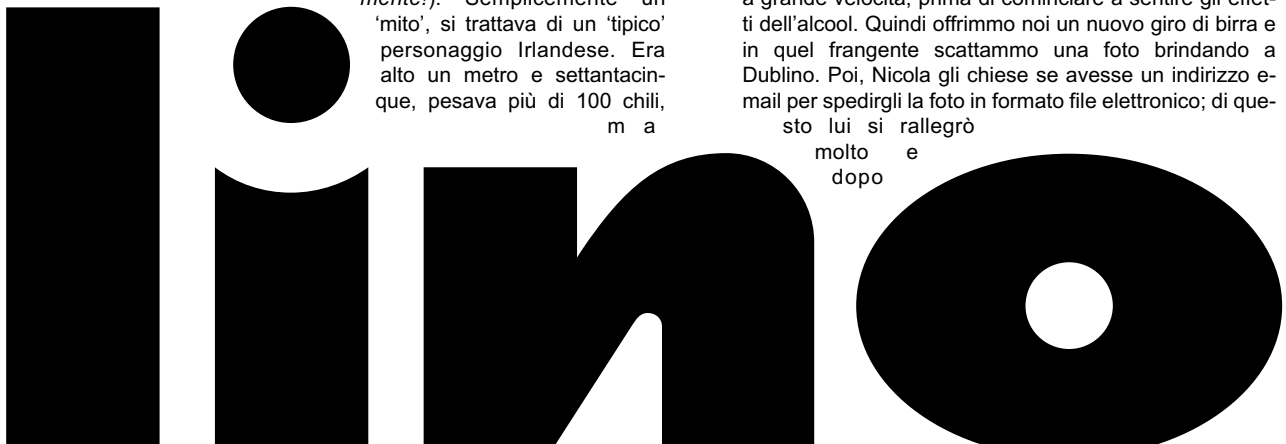 'mito', si trattava di un 'tipico'
personaggio Irlandese. Era
alto un metro e settantacin-
que, pesava più di 100 chili,
m a
ti dell'alcool. Quindi offrimmo noi un nuovo giro di birra e
in quel frangente scattammo una foto brindando a
Dublino. Poi, Nicola gli chiese se avesse un indirizzo e-
mail per spedirgli la foto in formato file elettronico; di que-
sto lui si rallegrò
molto e
dopo
lino